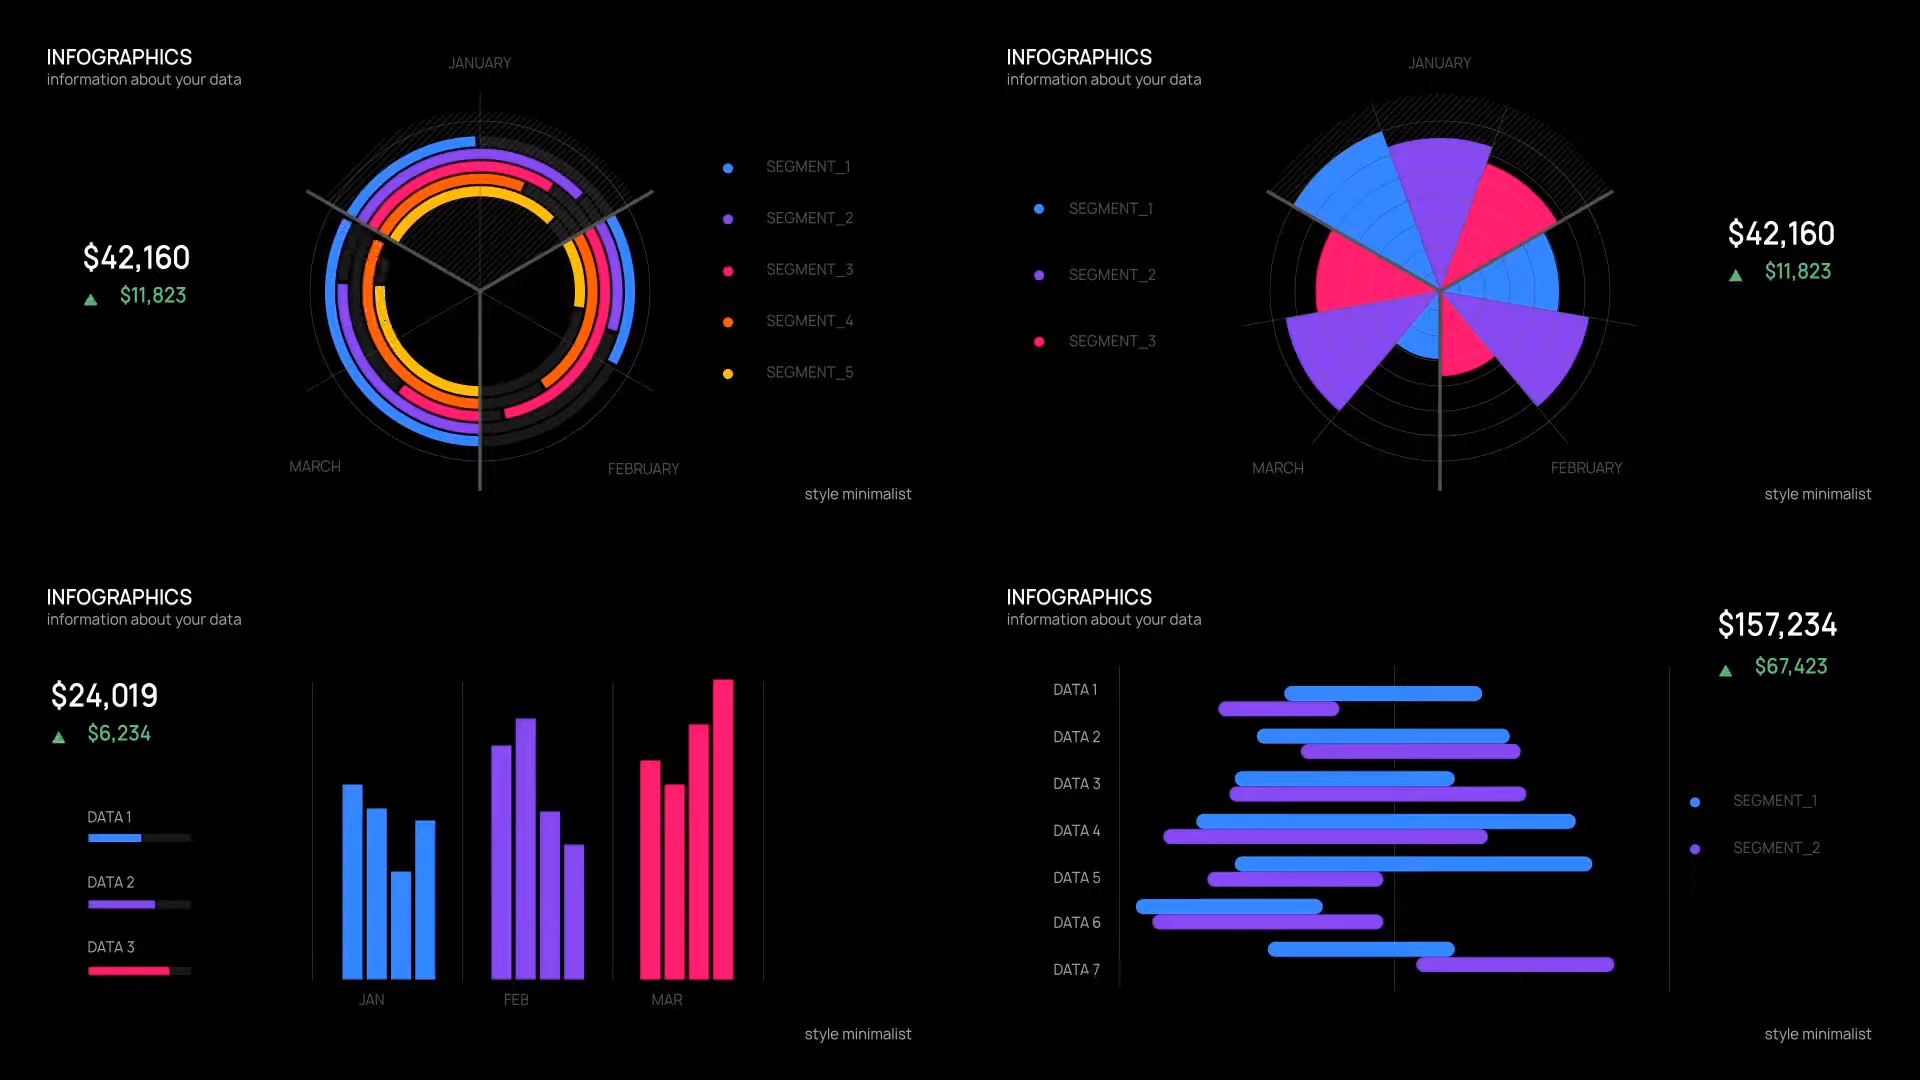 INFOGRAPHICS
information about your data
JANUARY
$42,160
$11,823
SEGMENT_1
SEGMENT_2
SEGMENT_3
SEGMENT_4
SEGMENT_5
MARCH
FEBRUARY
style minimalist
INFOGRAPHICS
information about your data
JANUARY
SEGMENT_1
SEGMENT_2
SEGMENT_3
$42,160
$11,823
MARCH
FEBRUARY
style minimalist
INFOGRAPHICS
information about your data
$24,019
$6,234
DATA 1
DATA 2
DATA 3
JAN
FEB
MAR
style minimalist
INFOGRAPHICS
information about your data
$157,234
$67,423
DATA 1
DATA 2
DATA 3
DATA 4
DATA 5
DATA 6
DATA 7
SEGMENT_1
SEGMENT_2
style minimalist